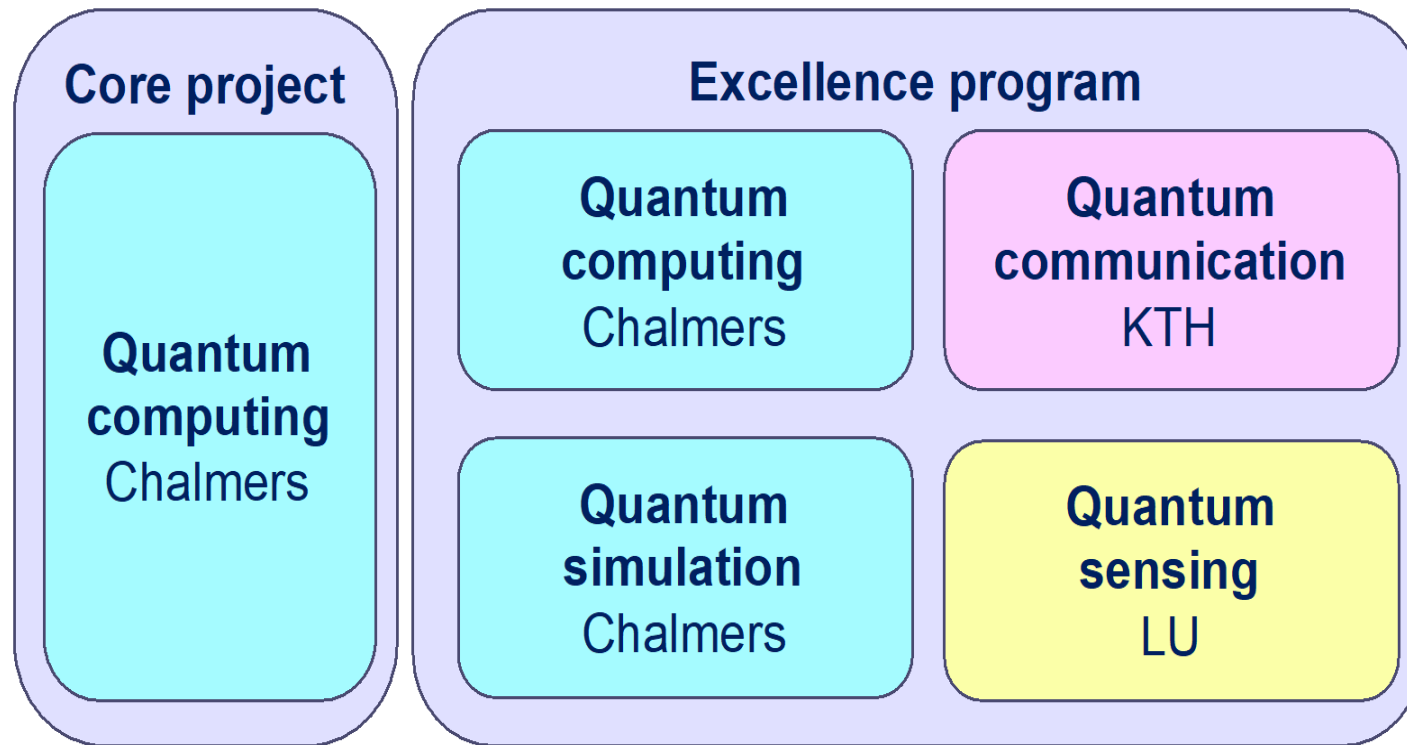 Core project
Quantum
computing
Chalmers
Excellence program
Quantum
computing
Chalmers
Quantum
communication
KTH
Quantum
simulation
Chalmers
Quantum
sensing
LU